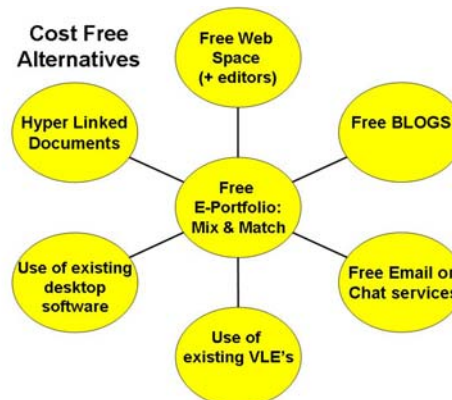 Cost Free
Alternatives
Free Web
Space
(+ editors)
Hyper Linked
Documents
Free BLOGS
Free
E-Portfolio:
Mix & Match
Use of existing
desktop
software
Free Email or
Chat services
Use of
existing VLE's